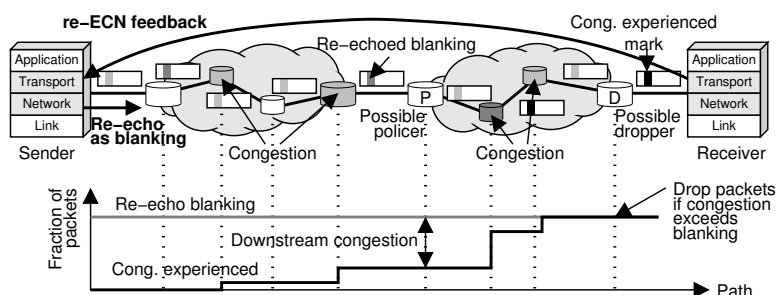 re-ECN feedback
Cong. experienced
mark
Application
Transport
Network
Link
Sender
Re-echo
as blanking
Re-echoed blanking
Congestion
Possible
policer
P
Congestion
D
Possible
dropper
Application
Transport
Network
Link
Receiver
Fraction of
packets
Re-echo blanking
Downstream congestion
Cong. experienced
Drop packets
if congestion
exceeds
blanking
Path